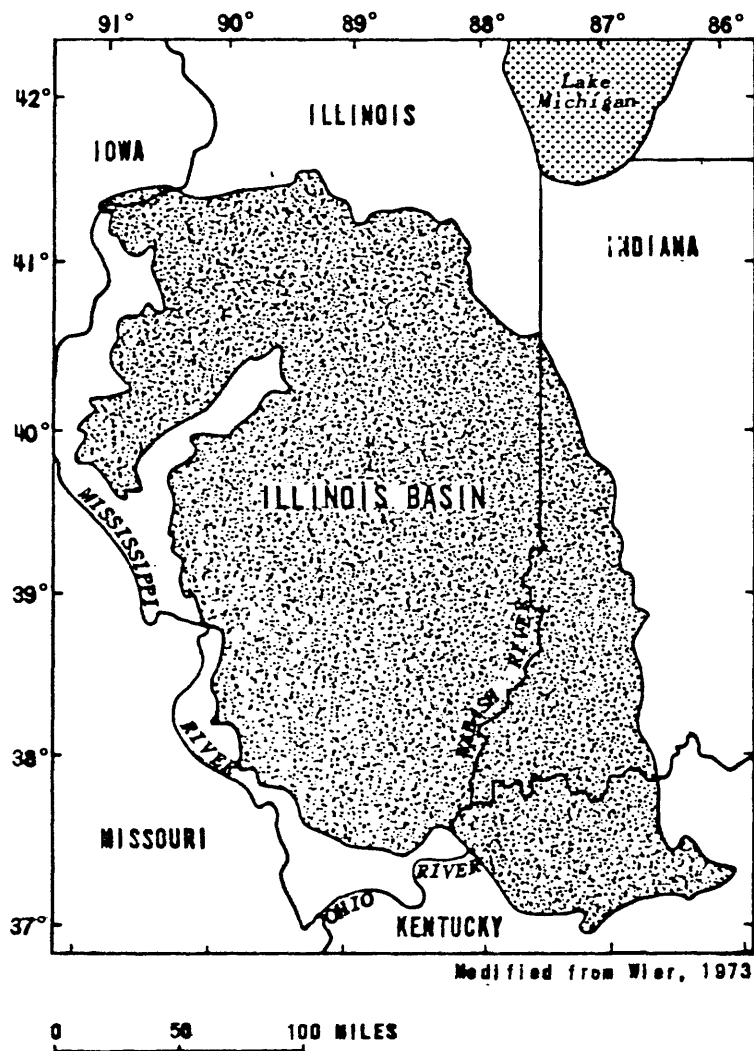 91° 90° 89° 88° 87° 86°
42°
Lake
Michigan
ILLINOIS
IOWA
41°
INDIANA
40°
ILLINOIS BASIN
MISSISSIPPI
39°
WABASH RIVER
38°
RIVER
MISSOURI
RIVER
OHIO
37°
KENTUCKY
Modified from Wier, 1973
0 50 100 MILES